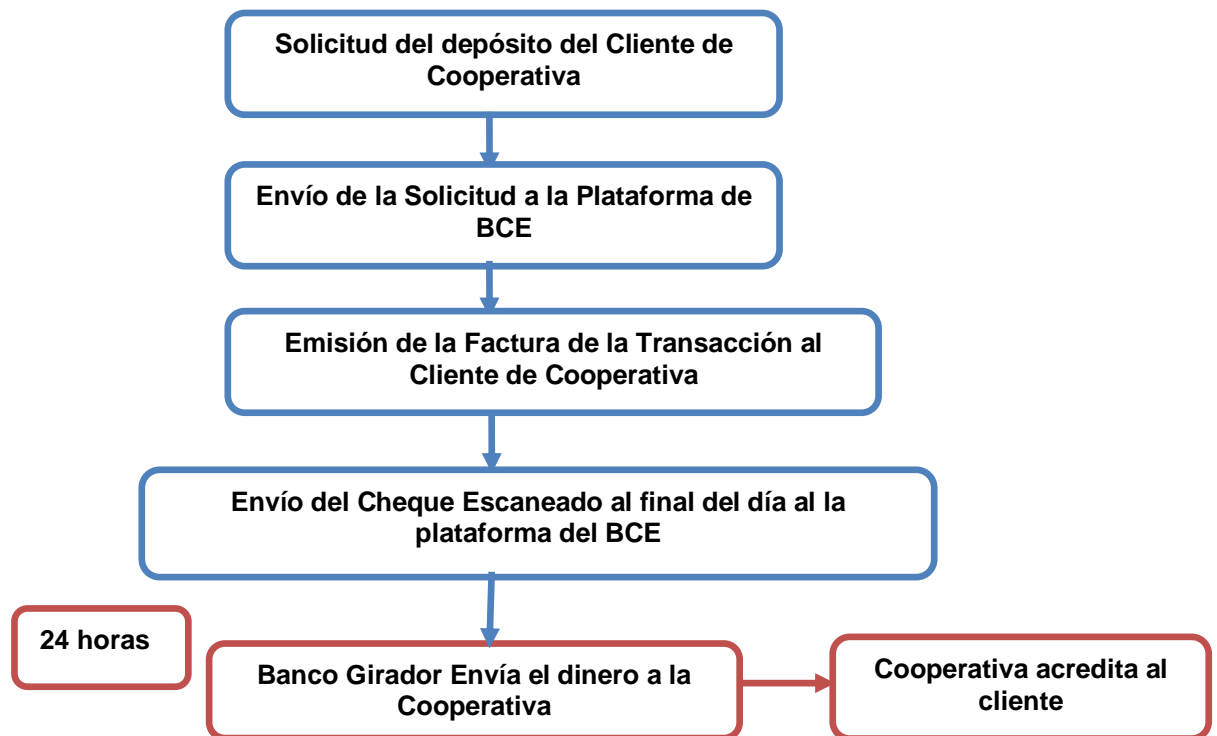 Solicitud del depósito del Cliente de
Cooperativa
Envío de la Solicitud a la Plataforma de
BCE
Emisión de la Factura de la Transacción al
Cliente de Cooperativa
Envío del Cheque Escaneado al final del día al la
plataforma del BCE
24 horas
Banco Girador Envía el dinero a la
Cooperativa
Cooperativa acredita al
cliente